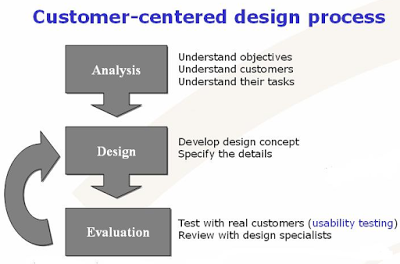 Customer-centered design process
Analysis
Understand objectives
Understand customers
Understand their tasks
Design
Develop design concept
Specify the details
Evaluation
Test with real customers (usability testing)
Review with design specialists